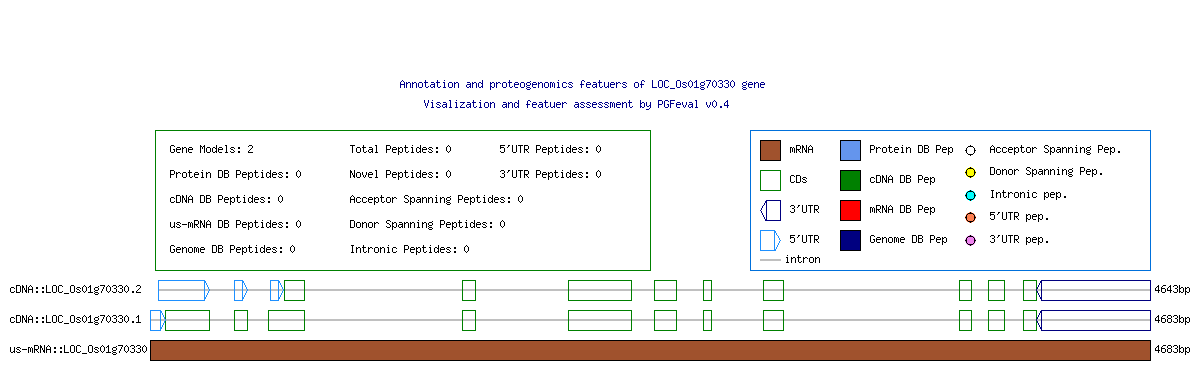 Annotation and proteogenomics featuers of LOC_Os01g70330 gene
Visalization and featuer assessment by PGFeval v0.4
Gene Models: 2 Total Peptides: 0 5'UTR Peptides: 0
Protein DB Peptides: 0 Novel Peptides: 0 3'UTR Peptides: 0
cDNA DB Peptides: 0 Acceptor Spanning Peptides: 0
us-mRNA DB Peptides: 0 Donor Spanning Peptides: 0
Genome DB Peptides: 0 Intronic Peptides: 0
mRNA Protein DB Pep Acceptor Spanning Pep.
CDs cDNA DB Pep Donor Spanning Pep.
3'UTR mRNA DB Pep Intronic pep.
5'UTR Genome DB Pep 5'UTR pep.
intron 3'UTR pep.
cDNA::LOC_Os01g70330.2 4643bp
cDNA::LOC_Os01g70330.1 4683bp
us-mRNA::LOC_Os01g70330 4683bp